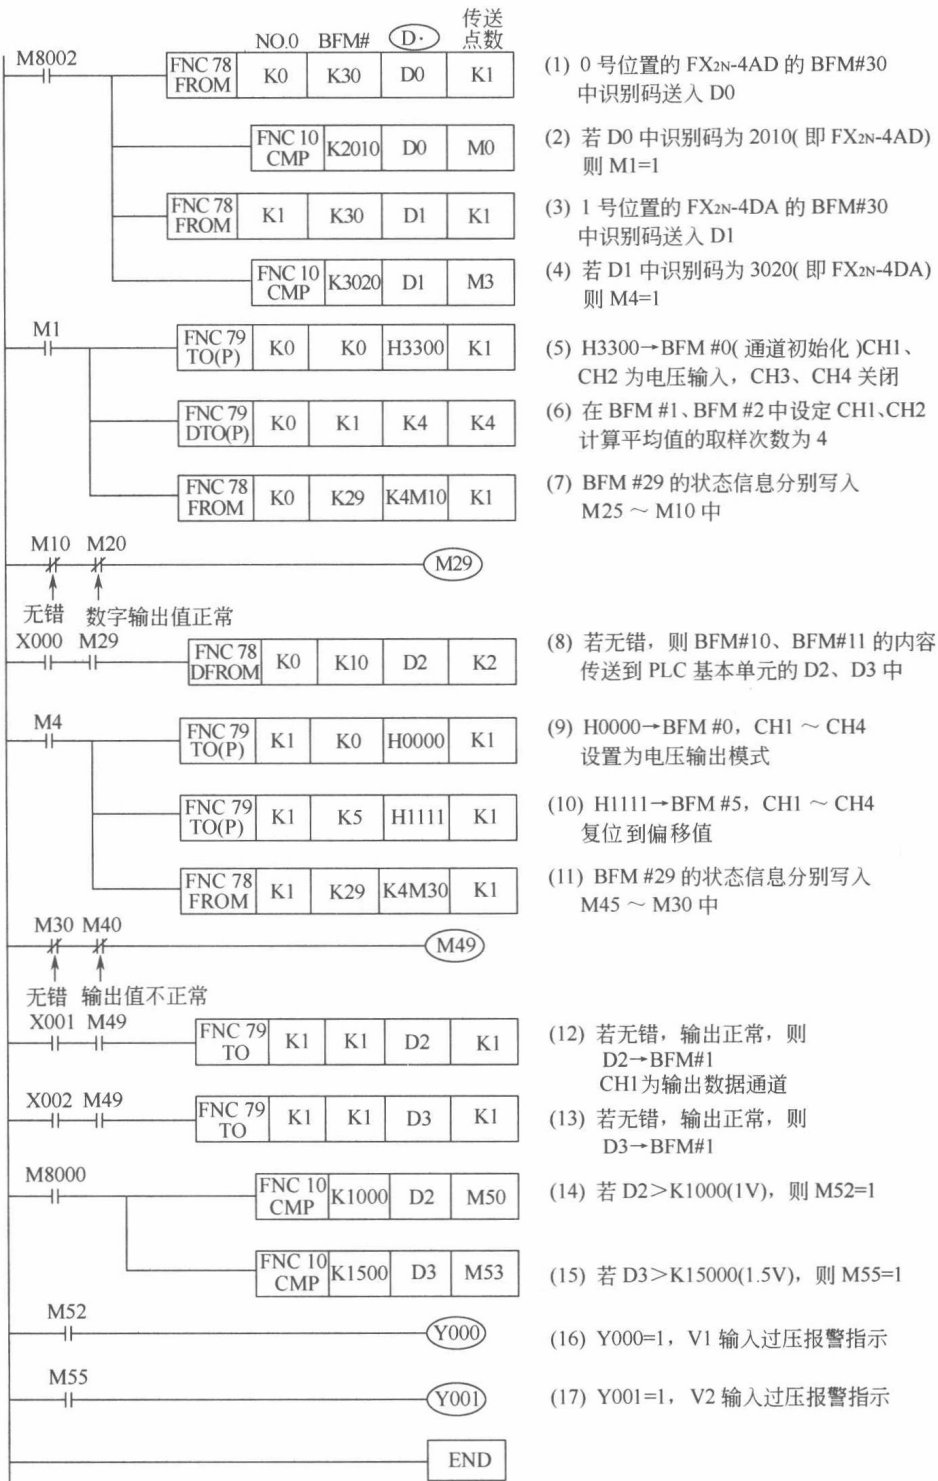 NO.0 BFM# D· 传送
点数
M8002
FNC 78
FROM K0 K30 D0 K1
(1) 0 号位置的 FX2N-4AD 的 BFM#30
中识别码送入 D0
FNC 10
CMP K2010 D0 M0
(2) 若 D0 中识别码为 2010( 即 FX2N-4AD)
则 M1=1
FNC 78
FROM K1 K30 D1 K1
(3) 1 号位置的 FX2N-4DA 的 BFM#30
中识别码送入 D1
FNC 10
CMP K3020 D1 M3
(4) 若 D1 中识别码为 3020( 即 FX2N-4DA)
则 M4=1
M1
FNC 79
TO(P) K0 K0 H3300 K1
(5) H3300→BFM #0( 通道初始化 )CH1、
CH2 为电压输入，CH3、CH4 关闭
FNC 79
DTO(P) K0 K1 K4 K4
(6) 在 BFM #1、BFM #2 中设定 CH1、CH2
计算平均值的取样次数为 4
FNC 78
FROM K0 K29 K4M10 K1
(7) BFM #29 的状态信息分别写入
M25 ～ M10 中
M10 M20
M29
无错 数字输出值正常
X000 M29
FNC 78
DFROM K0 K10 D2 K2
(8) 若无错，则 BFM#10、BFM#11 的内容
传送到 PLC 基本单元的 D2、D3 中
M4
FNC 79
TO(P) K1 K0 H0000 K1
(9) H0000→BFM #0，CH1 ～ CH4
设置为电压输出模式
FNC 79
TO(P) K1 K5 H1111 K1
(10) H1111→BFM #5，CH1 ～ CH4
复位到偏移值
FNC 78
FROM K1 K29 K4M30 K1
(11) BFM #29 的状态信息分别写入
M45 ～ M30 中
M30 M40
M49
无错 输出值不正常
X001 M49
FNC 79
TO K1 K1 D2 K1
(12) 若无错，输出正常，则
D2→BFM#1
CH1为输出数据通道
X002 M49
FNC 79
TO K1 K1 D3 K1
(13) 若无错，输出正常，则
D3→BFM#1
M8000
FNC 10
CMP K1000 D2 M50
(14) 若 D2＞K1000(1V)，则 M52=1
FNC 10
CMP K1500 D3 M53
(15) 若 D3＞K15000(1.5V)，则 M55=1
M52
Y000
(16) Y000=1，V1 输入过压报警指示
M55
Y001
(17) Y001=1，V2 输入过压报警指示
END